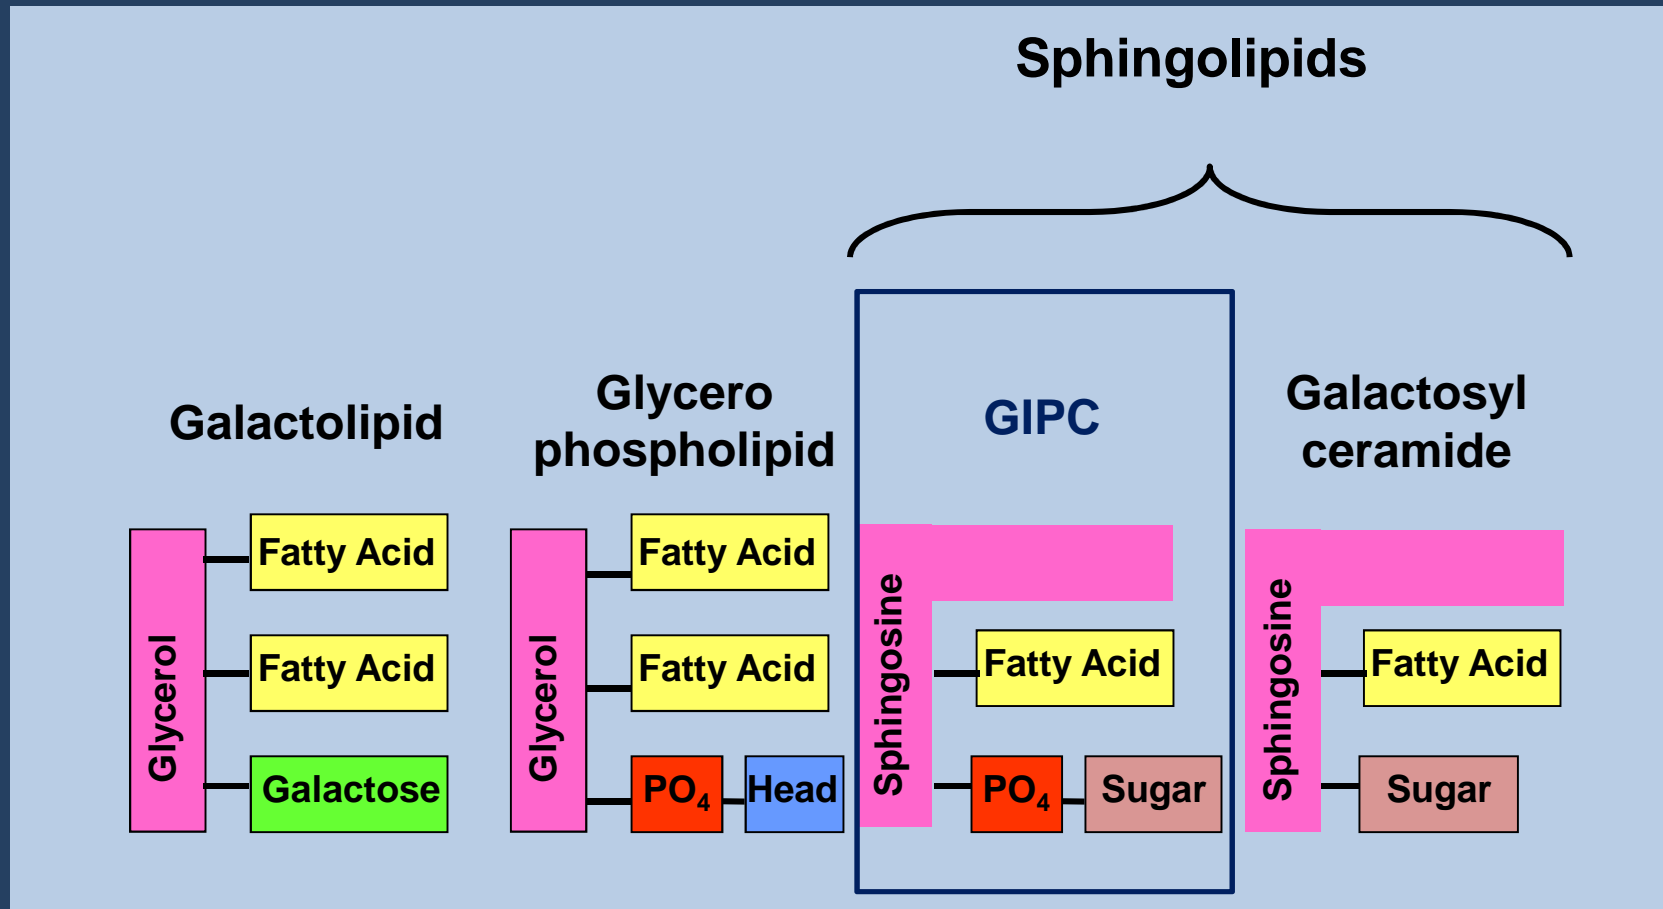 Sphingolipids
Galactolipid
Glycero
phospholipid
GIPC
Galactosyl
ceramide
Glycerol
Fatty Acid
Fatty Acid
Galactose
Glycerol
Fatty Acid
Fatty Acid
PO₄ Head
Sphingosine
Fatty Acid
PO₄ Sugar
Sphingosine
Fatty Acid
Sugar